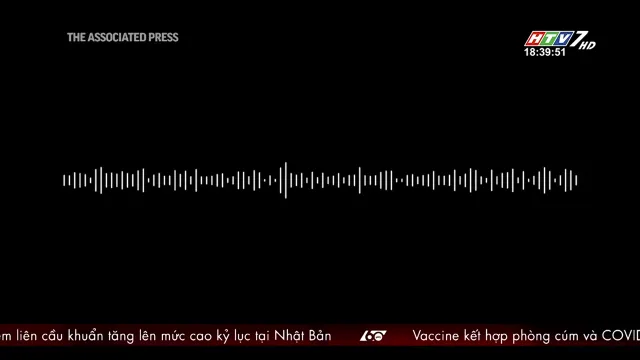 THE ASSOCIATED PRESS
HTV7 HD
18:39:51
liên cầu khuẩn tăng lên mức cao kỷ lục tại Nhật Bản
60
Vaccine kết hợp phòng cúm và COVID